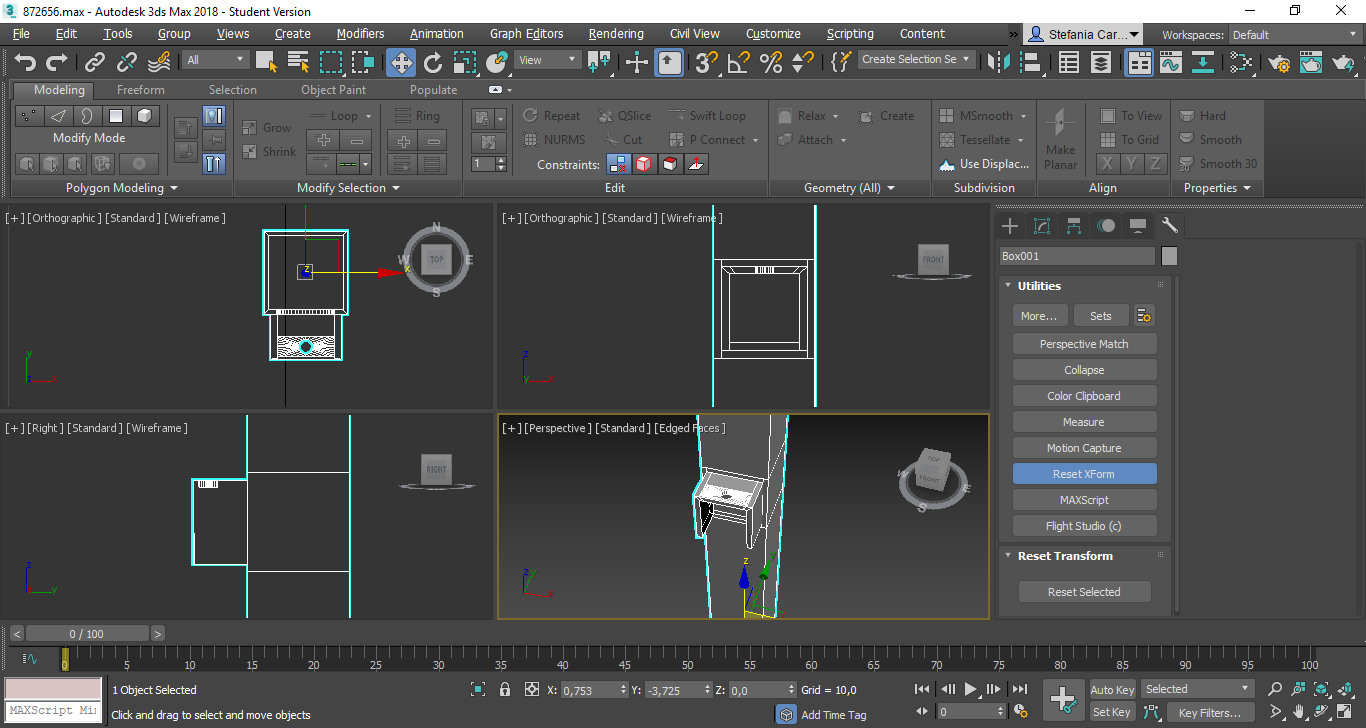 872656.max - Autodesk 3ds Max 2018 - Student Version
File Edit Tools Group Views Create Modifiers Animation Graph Editors Rendering Civil View Customize Scripting Content » Stefania Car... Workspaces: Default
All View Create Selection Se
Modeling Freeform Selection Object Paint Populate
Modify Mode
Polygon Modeling
Grow
Shrink
Loop Ring
Modify Selection
1
Repeat QSlice Swift Loop
NURMS Cut P Connect
Constraints:
Edit
Relax Create
Attach
Geometry (All)
MSmooth
Tessellate
Use Displac...
Subdivision
Make Planar
To View
To Grid
X Y Z
Align
Hard
Smooth
Smooth 30
Properties
[+] [Orthographic] [Standard] [Wireframe]
N
W TOP E
S
z
x
y
z x
[+] [Orthographic] [Standard] [Wireframe]
FRONT
z
y x
[+] [Right] [Standard] [Wireframe]
RIGHT
z
x y
[+] [Perspective] [Standard] [Edged Faces]
TOP
W FRONT E
S
z
y
z y
x
Box001
Utilities
More... Sets
Perspective Match
Collapse
Color Clipboard
Measure
Motion Capture
Reset XForm
MAXScript
Flight Studio (c)
Reset Transform
Reset Selected
< 0 / 100 >
0 5 10 15 20 25 30 35 40 45 50 55 60 65 70 75 80 85 90 95 100
MAXScript Mi
1 Object Selected
Click and drag to select and move objects
X: 0,753 Y: -3,725 Z: 0,0 Grid = 10,0
Add Time Tag
0
Auto Key Selected
Set Key Key Filters...